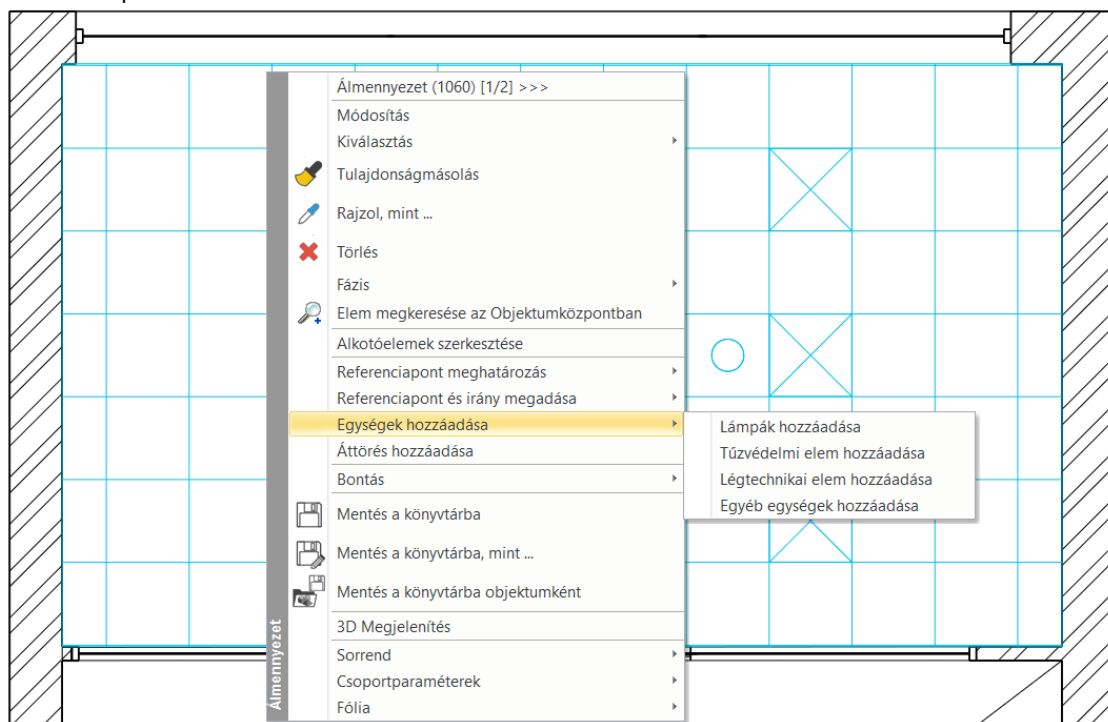 Álmennyezet (1060) [1/2] >>>
Módosítás
Kiválasztás
Tulajdonságmásolás
Rajzol, mint ...
Törlés
Fázis
Elem megkeresése az Objektumközpontban
Alkotóelemek szerkesztése
Referenciapont meghatározás
Referenciapont és irány megadása
Egységek hozzáadása
Áttörés hozzáadása
Bontás
Mentés a könyvtárba
Mentés a könyvtárba, mint ...
Mentés a könyvtárba objektumként
3D Megjelenítés
Sorrend
Csoportparaméterek
Fólia
Álmennyezet
Lámpák hozzáadása
Tűzvédelmi elem hozzáadása
Légtechnikai elem hozzáadása
Egyéb egységek hozzáadása